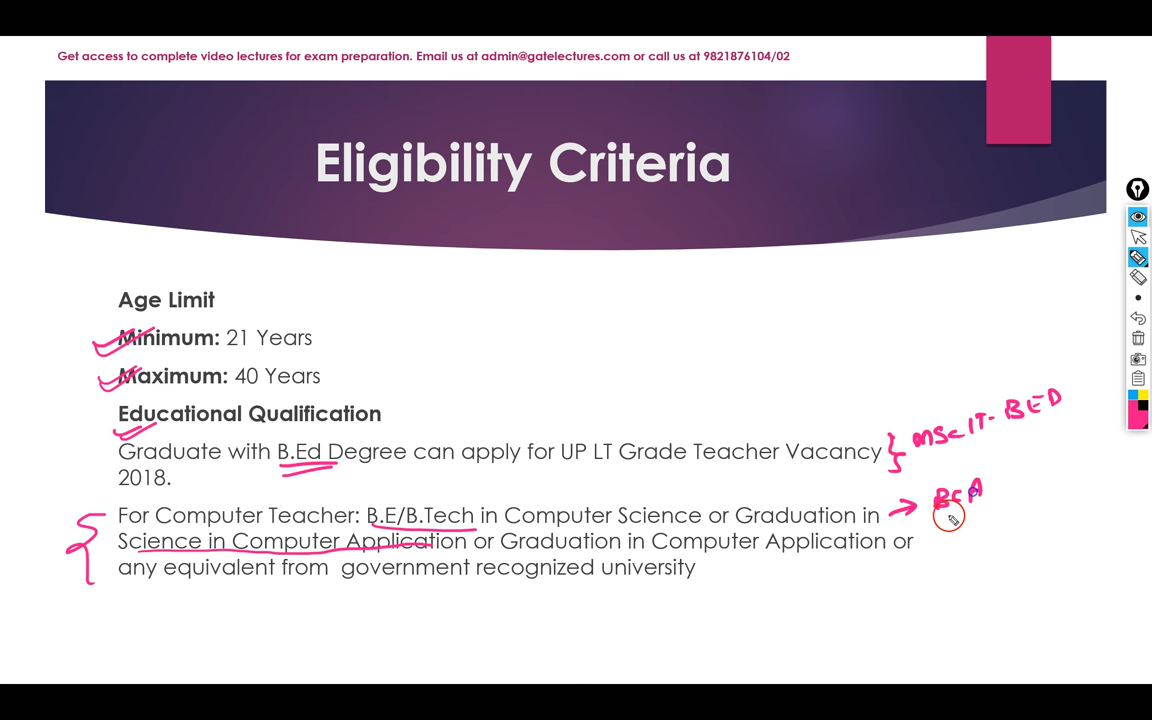 Get access to complete video lectures for exam preparation. Email us at admin@gatelectures.com or call us at 9821876104/02
Eligibility Criteria
Age Limit
Minimum: 21 Years
Maximum: 40 Years
Educational Qualification
Graduate with B.Ed Degree can apply for UP LT Grade Teacher Vacancy
2018.
MSc IT- BED
For Computer Teacher: B.E/B.Tech in Computer Science or Graduation in
Science in Computer Application or Graduation in Computer Application or
any equivalent from government recognized university
BCA